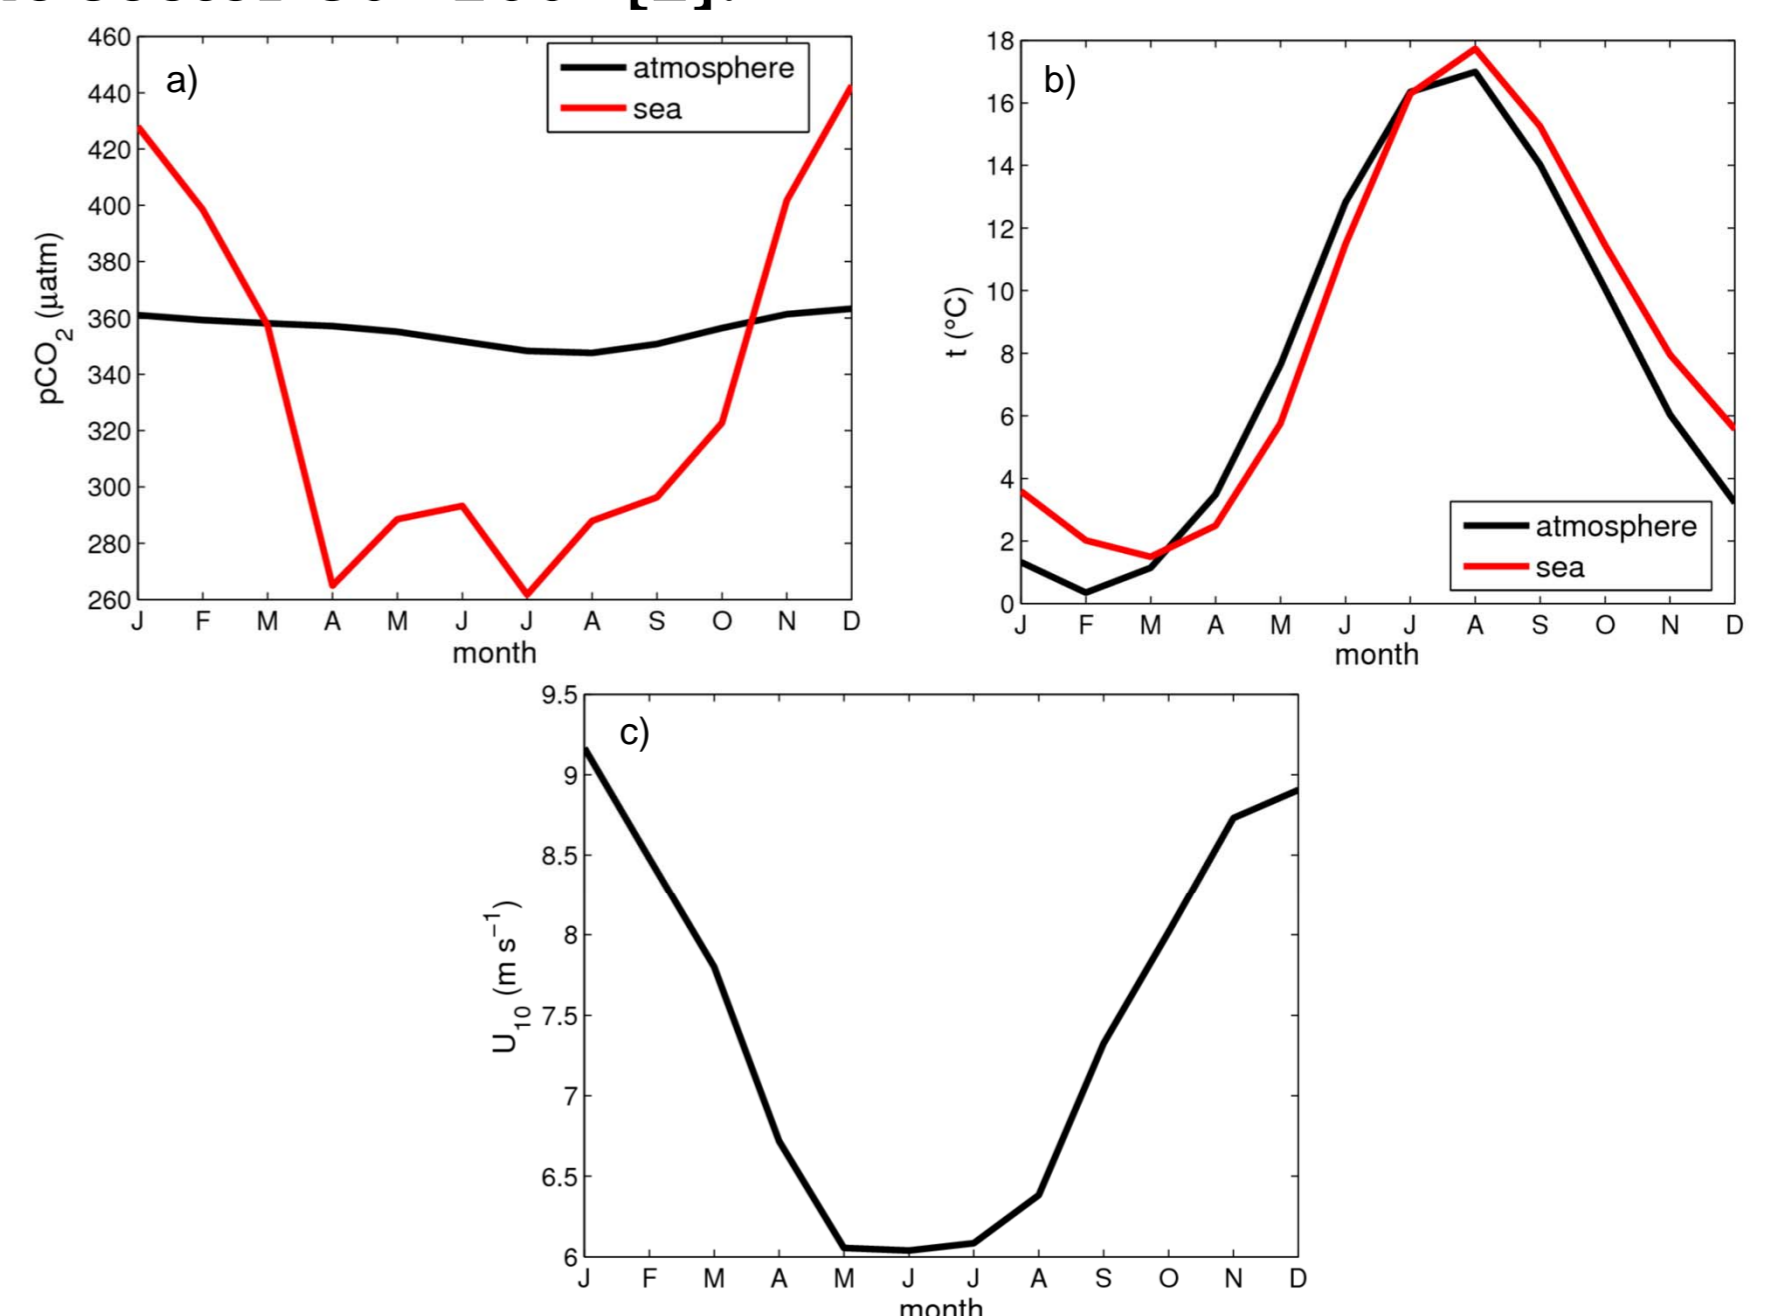 a)
460
440
420
400
380
360
340
320
300
280
260
pCO2 (μatm)
atmosphere
sea
J F M A M J J A S O N D
month
b)
18
16
14
12
10
8
6
4
2
0
t (°C)
atmosphere
sea
J F M A M J J A S O N D
month
c)
9.5
9
8.5
8
7.5
7
6.5
6
U10 (m s−1)
J F M A M J J A S O N D
month